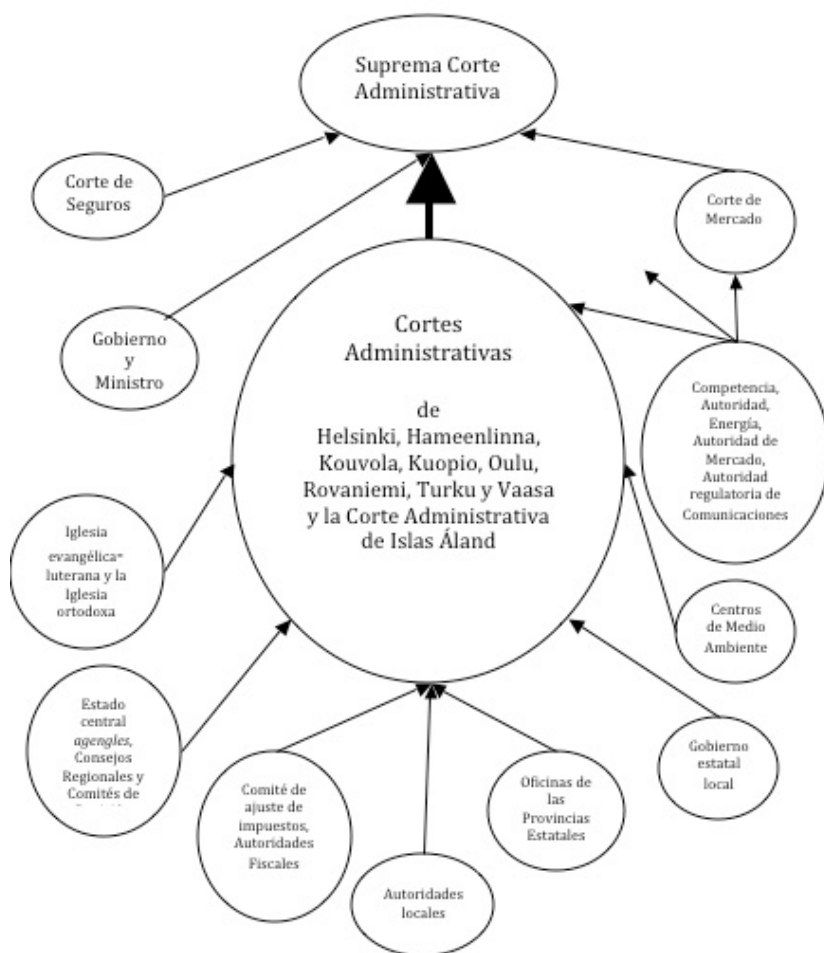 Suprema Corte
Administrativa
Corte de
Seguros
Corte de
Mercado
Gobierno
y
Ministro
Cortes
Administrativas
de
Helsinki, Hameenlinna,
Kouvola, Kuopio, Oulu,
Rovaniemi, Turku y Vaasa
y la Corte Administrativa
de Islas Áland
Competencia,
Autoridad,
Energía,
Autoridad de
Mercado,
Autoridad
regulatoria de
Comunicaciones
Iglesia
evangélica-
luterana y la
Iglesia
ortodoxa
Centros
de Medio
Ambiente
Estado
central
agengles,
Consejos
Regionales y
Comités de
Gobierno
estatal
local
Comité de
ajuste de
impuestos,
Autoridades
Fiscales
Oficinas de
las
Provincias
Estatales
Autoridades
locales